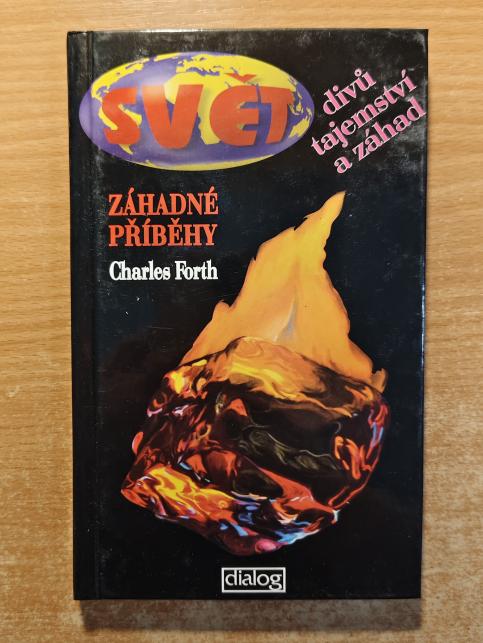 SVĚT
divů
tajemství
a záhad
ZÁHADNÉ
PŘÍBĚHY
Charles Forth
dialog